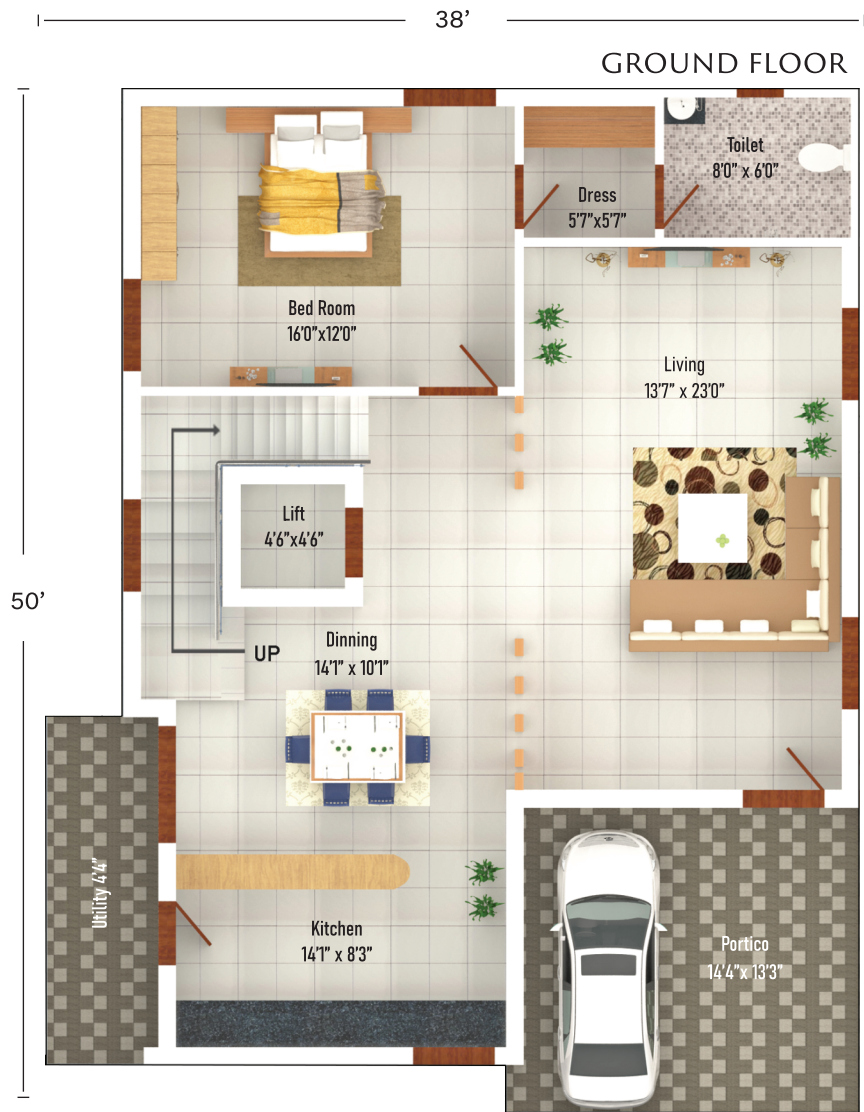 38’
GROUND FLOOR
Toilet
8’0” x 6’0”
Dress
5’7”x5’7”
Bed Room
16’0”x12’0”
Living
13’7” x 23’0”
Lift
4’6”x4’6”
50’
Dinning
14’1” x 10’1”
UP
Utility 4’4”
Kitchen
14’1” x 8’3”
Portico
14’4”x 13’3”